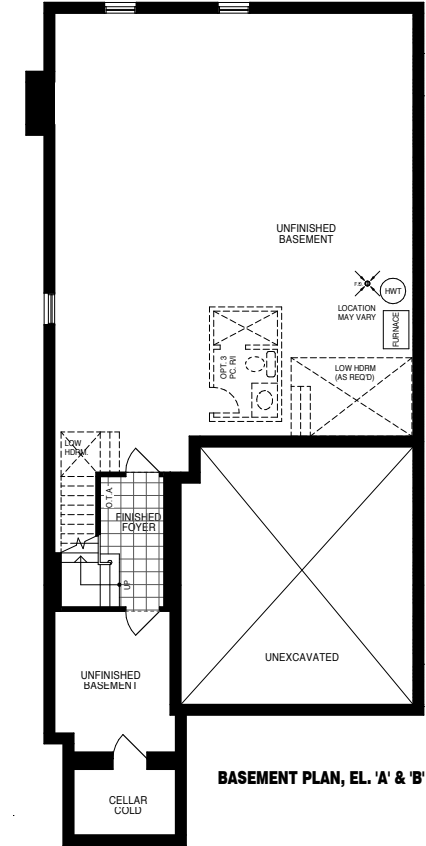 UNFINISHED
BASEMENT
F.D.
HWT
LOCATION
MAY VARY
FURNACE
OPT. 3
PC. R/I
LOW HDRM
(AS REQ'D)
LOW
HDRM.
O.T.A.
FINISHED
FOYER
UP
UNFINISHED
BASEMENT
UNEXCAVATED
BASEMENT PLAN, EL. 'A' & 'B'
CELLAR
COLD